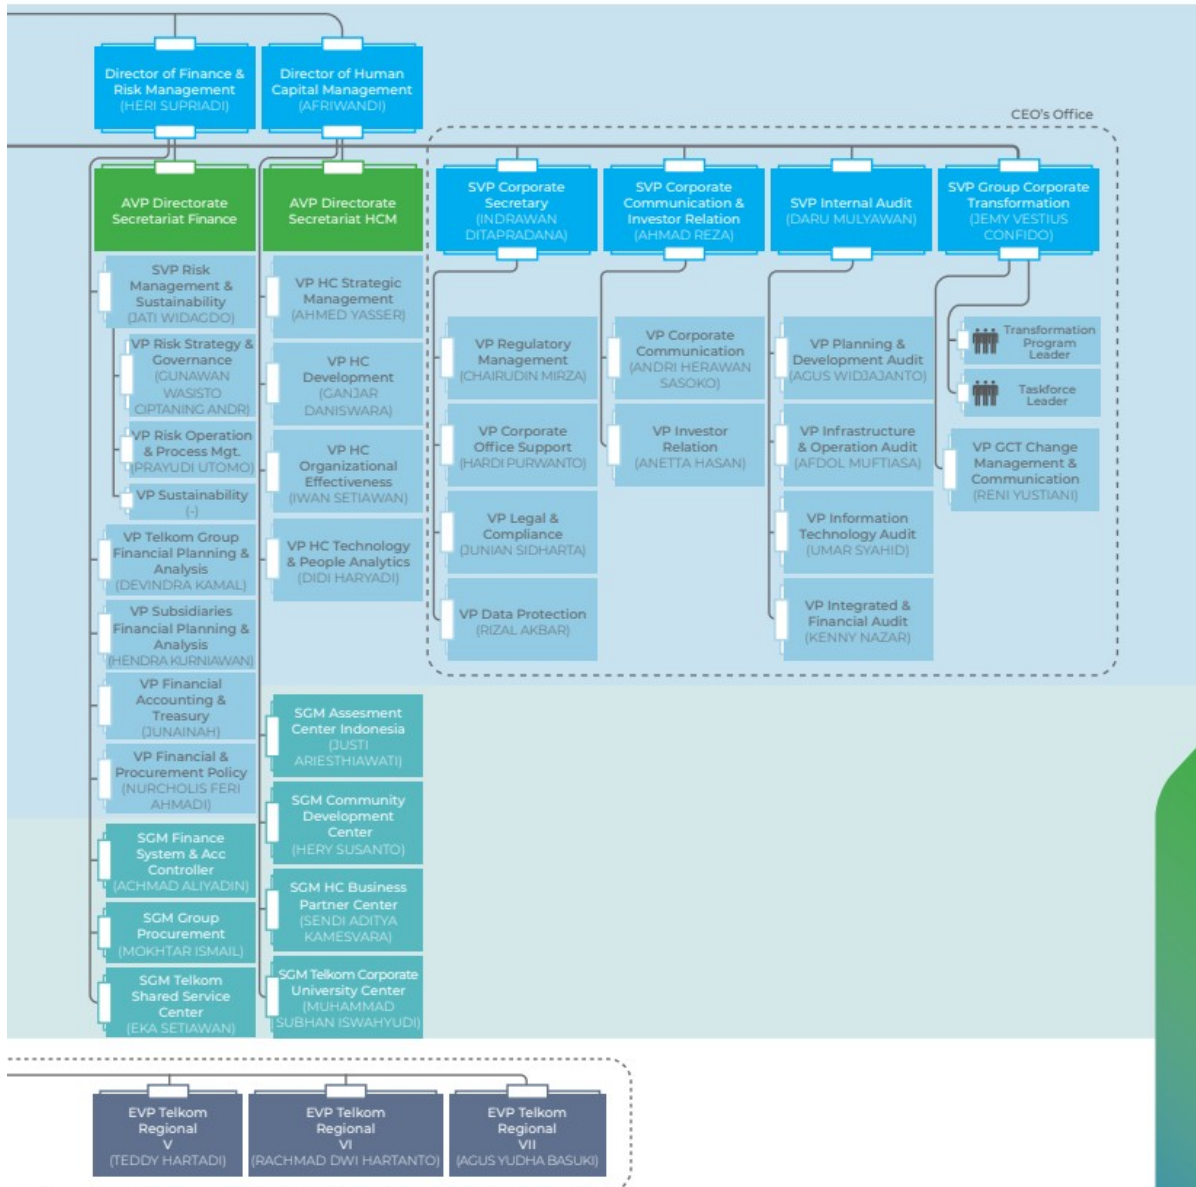 Director of Finance &
Risk Management
(HERI SUPRIADI)
Director of Human
Capital Management
(AFRIWANDI)
CEO's Office
AVP Directorate
Secretariat Finance
AVP Directorate
Secretariat HCM
SVP Corporate
Secretary
(INDRAWAN
DITAPRADANA)
SVP Corporate
Communication &
Investor Relation
(AHMAD REZA)
SVP Internal Audit
(DARU MULYAWAN)
SVP Group Corporate
Transformation
(JEMY VESTIUS
CONFIDO)
SVP Risk
Management &
Sustainability
(JATI WIDAGDO)
VP Risk Strategy &
Governance
(GUNAWAN
WASISTO
CIPTANING ANDR)
VP Risk Operation
& Process Mgt.
(PRAYUDI UTOMO)
VP Sustainability
(-)
VP Telkom Group
Financial Planning &
Analysis
(DEVINDRA KAMAL)
VP Subsidiaries
Financial Planning &
Analysis
(HENDRA KURNIAWAN)
VP Financial
Accounting &
Treasury
(JUNAINAH)
VP Financial &
Procurement Policy
(NURCHOLIS FERI
AHMADI)
SGM Finance
System & Acc
Controller
(ACHMAD ALIYADIN)
SGM Group
Procurement
(MOKHTAR ISMAIL)
SGM Telkom
Shared Service
Center
(EKA SETIAWAN)
VP HC Strategic
Management
(AHMED YASSER)
VP HC
Development
(GANJAR
DANISWARA)
VP HC
Organizational
Effectiveness
(IWAN SETIAWAN)
VP HC Technology
& People Analytics
(DIDI HARYADI)
SGM Assesment
Center Indonesia
(JUSTI
ARIESTHIAWATI)
SGM Community
Development
Center
(HERY SUSANTO)
SGM HC Business
Partner Center
(SENDI ADITYA
KAMESVARA)
SGM Telkom Corporate
University Center
(MUHAMMAD
SUBHAN ISWAHYUDI)
VP Regulatory
Management
(CHAIRUDIN MIRZA)
VP Corporate
Office Support
(HARDI PURWANTO)
VP Legal &
Compliance
(JUNIAN SIDHARTA)
VP Data Protection
(RIZAL AKBAR)
VP Corporate
Communication
(ANDRI HERAWAN
SASOKO)
VP Investor
Relation
(ANETTA HASAN)
VP Planning &
Development Audit
(AGUS WIDJAJANTO)
VP Infrastructure
& Operation Audit
(AFDOL MUFTIASA)
VP Information
Technology Audit
(UMAR SYAHID)
VP Integrated &
Financial Audit
(KENNY NAZAR)
Transformation
Program
Leader
Taskforce
Leader
VP GCT Change
Management &
Communication
(RENI YUSTIANI)
EVP Telkom
Regional
V
(TEDDY HARTADI)
EVP Telkom
Regional
VI
(RACHMAD DWI HARTANTO)
EVP Telkom
Regional
VII
(AGUS YUDHA BASUKI)